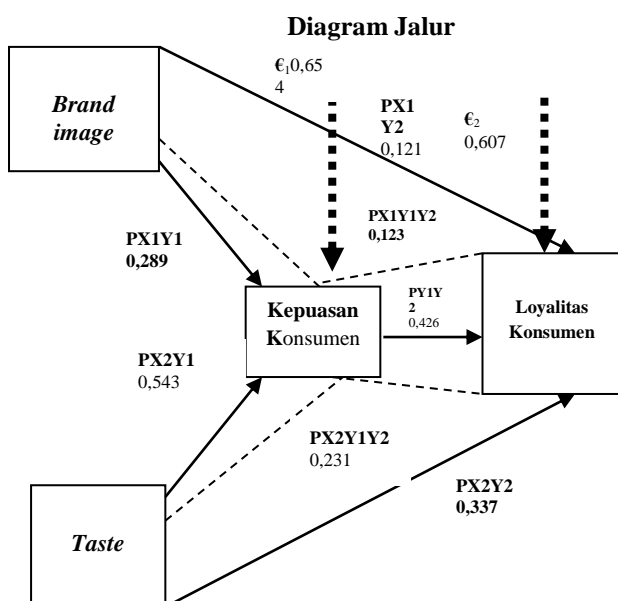 Diagram Jalur
€₁0,65
4
Brand
image
PX1
Y2
0,121
€₂
0,607
PX1Y1Y2
0,123
PX1Y1
0,289
Kepuasan
Konsumen
PY1Y
2
0,426
Loyalitas
Konsumen
PX2Y1
0,543
PX2Y1Y2
0,231
PX2Y2
0,337
Taste